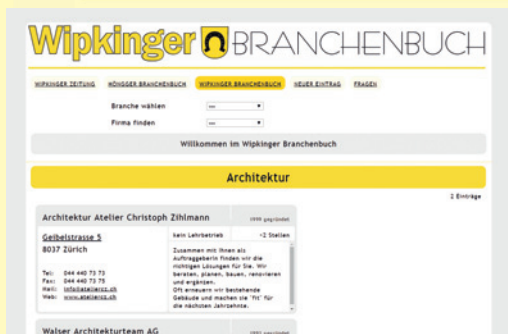 Wipkinger BRANCHENBUCH
WIPKINGER ZEITUNG HÖNGGER BRANCHENBUCH WIPKINGER BRANCHENBUCH NEUER EINTRAG FRAGEN
Branche wählen ---
Firma finden ---
Willkommen im Wipkinger Branchenbuch
Architektur
2 Einträge
Architektur Atelier Christoph Zihlmann 1999 gegründet
Geibelstrasse 5
8037 Zürich
Tel: 044 440 73 73
Fax: 044 440 73 75
Mail: info@ateliercz.ch
Web: www.ateliercz.ch
kein Lehrbetrieb ~2 Stellen
Zusammen mit Ihnen als
Auftraggeberin finden wir die
richtigen Lösungen für Sie. Wir
beraten, planen, bauen, renovieren
und ergänzen.
Oft erneuern wir bestehende
Gebäude und machen sie "fit" für
die nächsten Jahrzehnte.
Walser Architekturteam AG gegründet